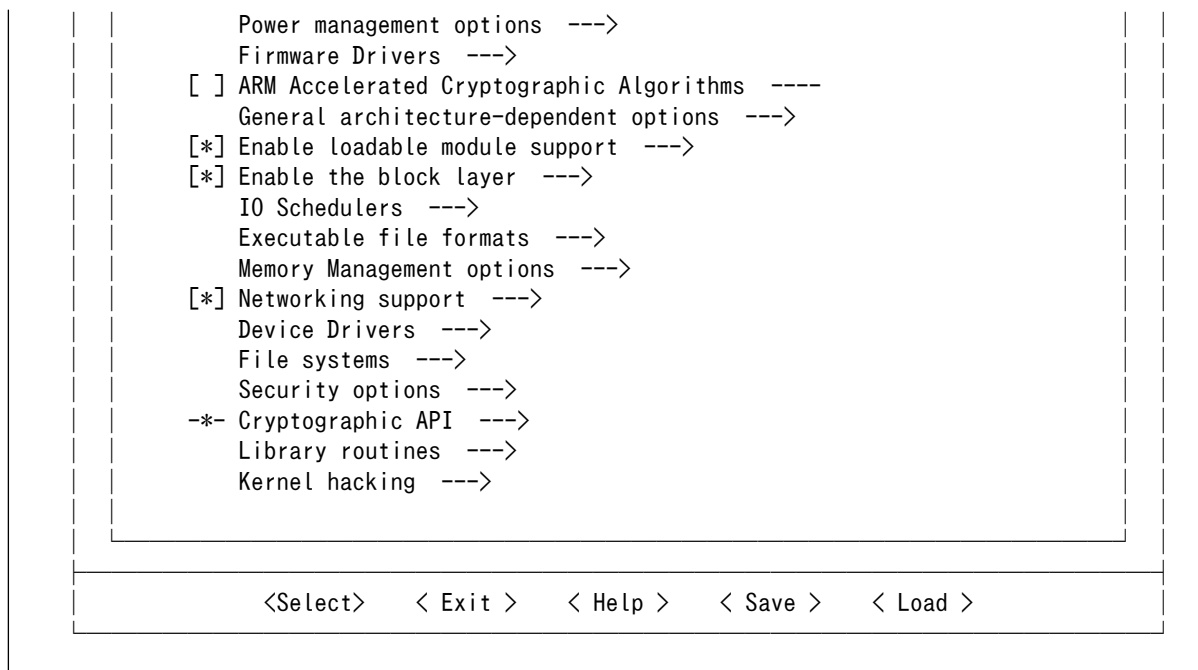 Power management options  --->
Firmware Drivers  --->
[ ] ARM Accelerated Cryptographic Algorithms  ----
General architecture-dependent options  --->
[*] Enable loadable module support  --->
[*] Enable the block layer  --->
IO Schedulers  --->
Executable file formats  --->
Memory Management options  --->
[*] Networking support  --->
Device Drivers  --->
File systems  --->
Security options  --->
-*- Cryptographic API  --->
Library routines  --->
Kernel hacking  --->
<Select>    < Exit >    < Help >    < Save >    < Load >